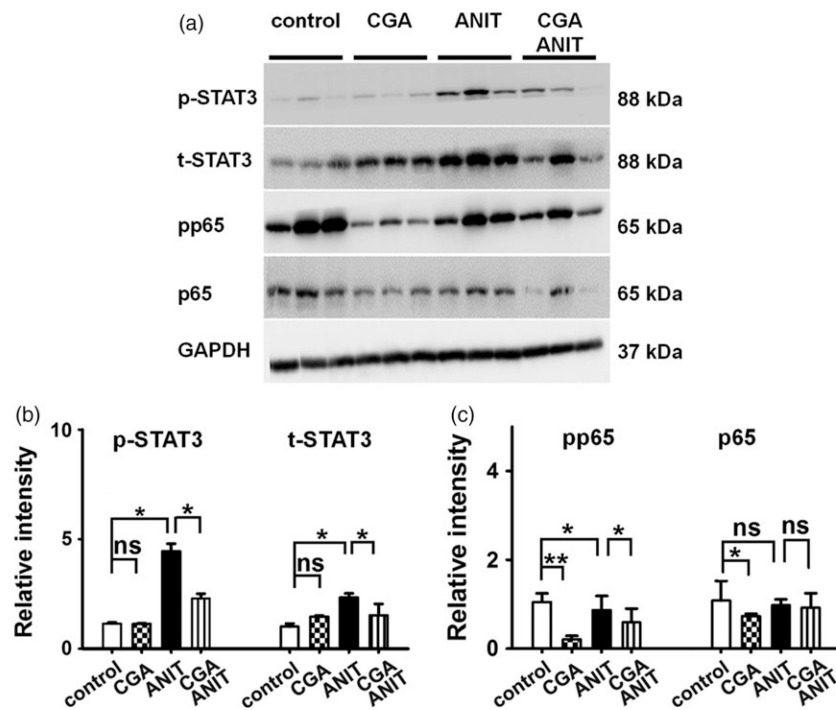 (a)
control CGA ANIT CGA
ANIT
p-STAT3 88 kDa
t-STAT3 88 kDa
pp65 65 kDa
p65 65 kDa
GAPDH 37 kDa
(b)
Relative intensity
10
5
0
p-STAT3 t-STAT3
* *
ns
* *
ns
control CGA ANIT CGA
ANIT
control CGA ANIT CGA
ANIT
(c)
Relative intensity
4
2
0
pp65 p65
* *
**
ns ns
*
control CGA ANIT CGA
ANIT
control CGA ANIT CGA
ANIT